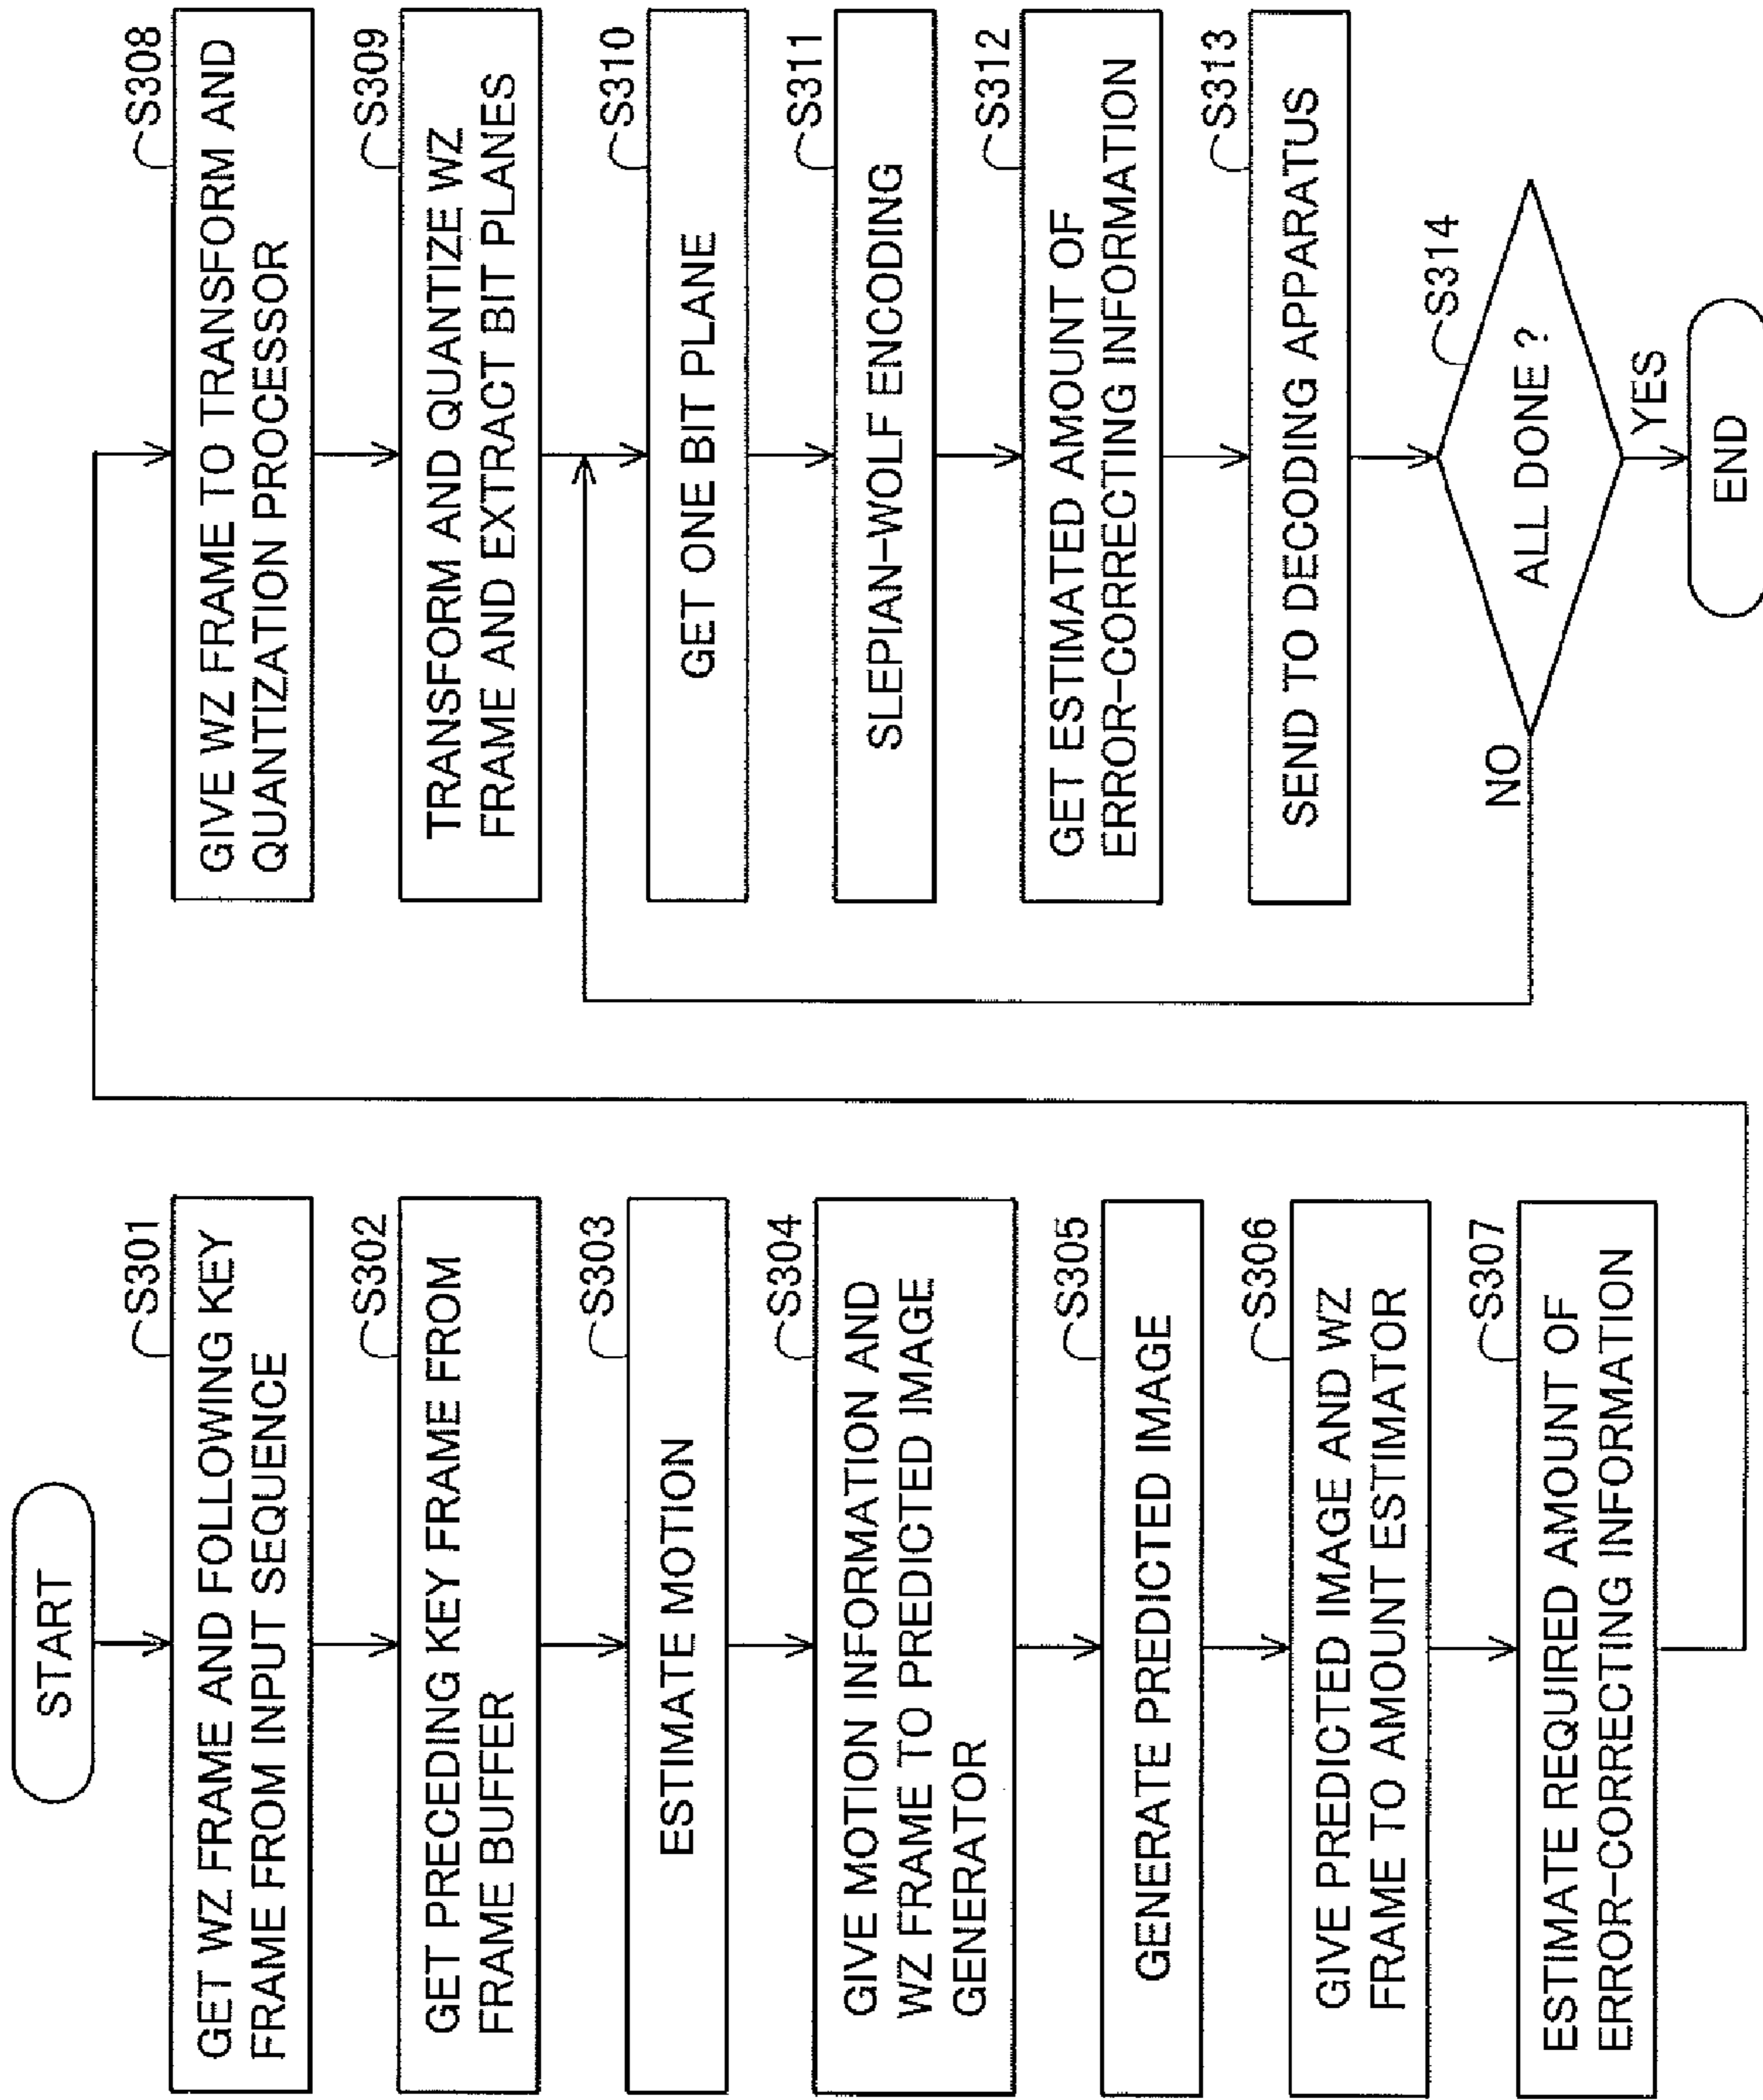 START
S301
GET WZ FRAME AND FOLLOWING KEY
FRAME FROM INPUT SEQUENCE
S302
GET PRECEDING KEY FRAME FROM
FRAME BUFFER
S303
ESTIMATE MOTION
S304
GIVE MOTION INFORMATION AND
WZ FRAME TO PREDICTED IMAGE
GENERATOR
S305
GENERATE PREDICTED IMAGE
S306
GIVE PREDICTED IMAGE AND WZ
FRAME TO AMOUNT ESTIMATOR
S307
ESTIMATE REQUIRED AMOUNT OF
ERROR-CORRECTING INFORMATION
S308
GIVE WZ FRAME TO TRANSFORM AND
QUANTIZATION PROCESSOR
S309
TRANSFORM AND QUANTIZE WZ
FRAME AND EXTRACT BIT PLANES
S310
GET ONE BIT PLANE
S311
SLEPIAN-WOLF ENCODING
S312
GET ESTIMATED AMOUNT OF
ERROR-CORRECTING INFORMATION
S313
SEND TO DECODING APPARATUS
S314
ALL DONE ?
NO
YES
END